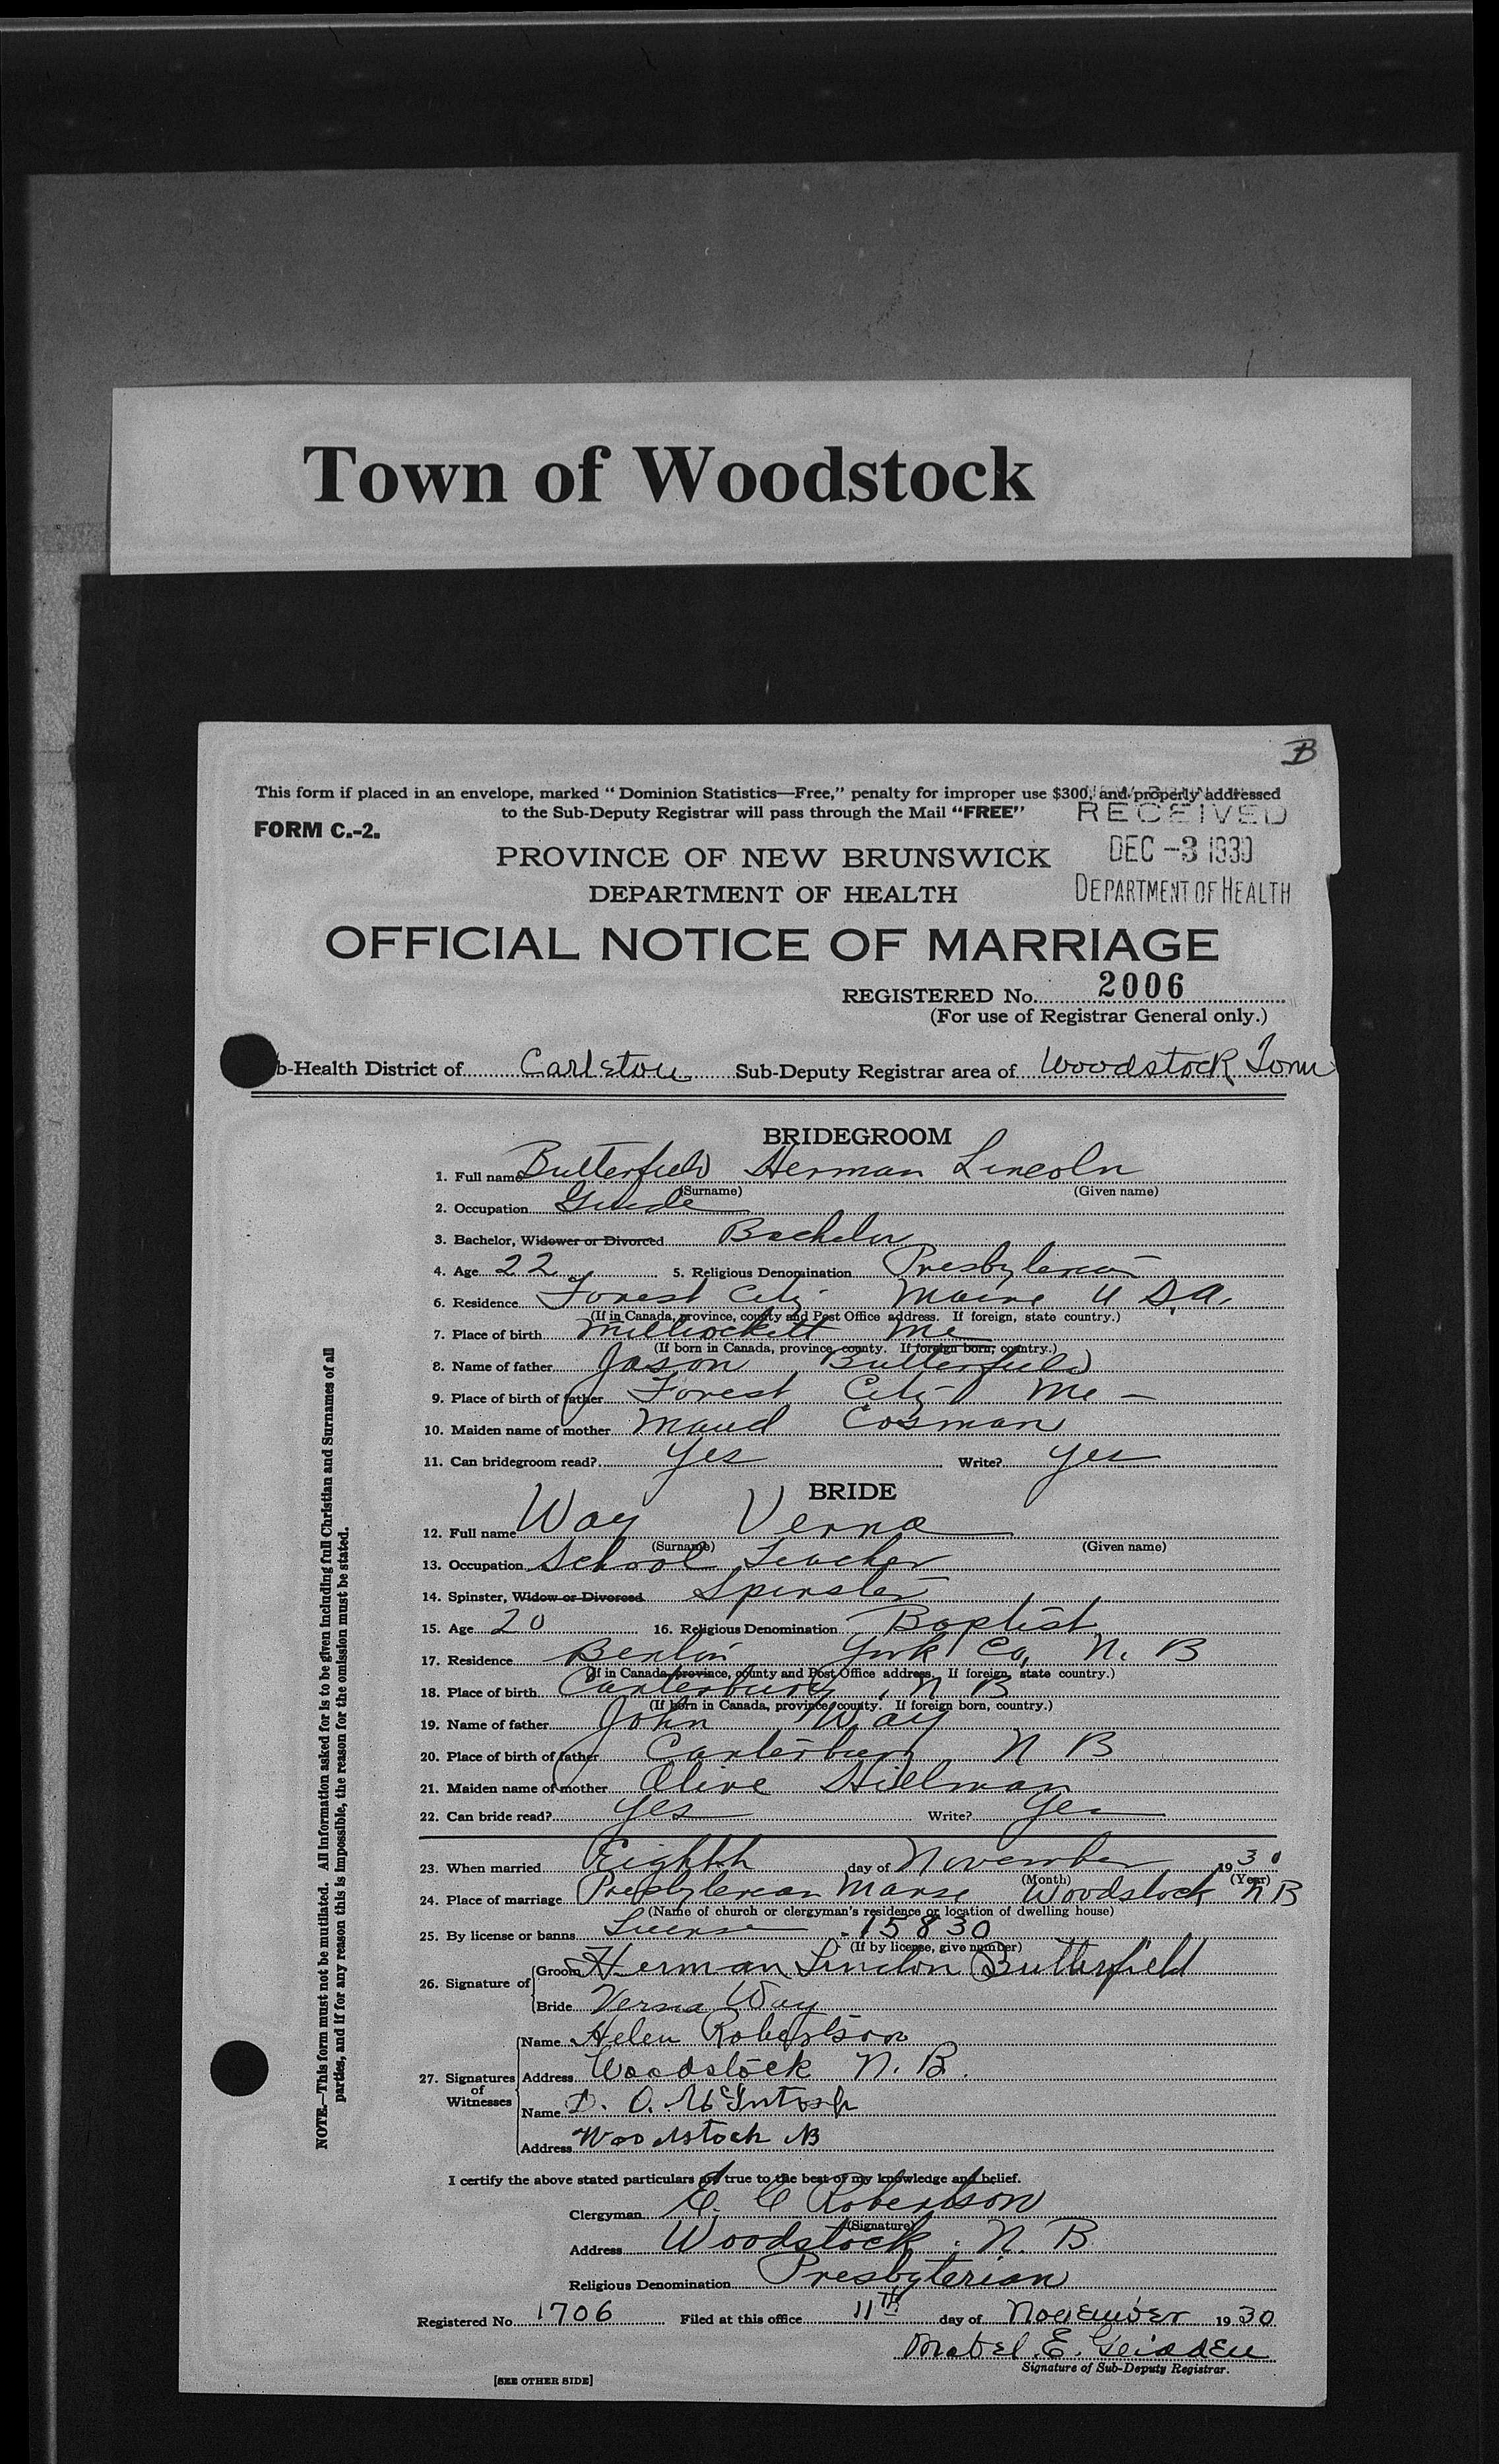 Town of Woodstock
B
This form if placed in an envelope, marked “ Dominion Statistics—Free,” penalty for improper use $300, and properly addressed
to the Sub-Deputy Registrar will pass through the Mail “FREE”
RECEIVED
FORM C.-2.
DEC -3 1930
PROVINCE OF NEW BRUNSWICK
DEPARTMENT OF HEALTH
DEPARTMENT OF HEALTH
OFFICIAL NOTICE OF MARRIAGE
REGISTERED No. 2006
(For use of Registrar General only.)
b-Health District of Carleton Sub-Deputy Registrar area of Woodstock Town
BRIDEGROOM
1. Full name Butterfield Herman Lincoln
(Surname) (Given name)
2. Occupation Guide
3. Bachelor, Widower or Divorced Bachelor
4. Age 22 5. Religious Denomination Presbyterian
6. Residence Forest City Maine U S.A.
(If in Canada, province, county and Post Office address. If foreign, state country.)
7. Place of birth Millinockett Me
(If born in Canada, province, county. If foreign born, country.)
8. Name of father Jason Butterfield
9. Place of birth of father Forest City Me —
10. Maiden name of mother Maud Cosman
11. Can bridegroom read? Yes Write? Yes
BRIDE
12. Full name Way Verna
(Surname) (Given name)
13. Occupation School Teacher
14. Spinster, Widow or Divorced Spinster
15. Age 20 16. Religious Denomination Baptist
17. Residence Benton York Co, N. B
(If in Canada, province, county and Post Office address. If foreign, state country.)
18. Place of birth Canterbury, N B
(If born in Canada, province, county. If foreign born, country.)
19. Name of father John Way
20. Place of birth of father Canterbury N B
21. Maiden name of mother Olive Hillman
22. Can bride read? Yes Write? Yes
23. When married Eighth day of November 1930
(Month) (Year)
24. Place of marriage Presbyterian Manse Woodstock N B
(Name of church or clergyman's residence or location of dwelling house)
25. By license or banns License - 15830
(If by license, give number)
26. Signature of Groom Herman Linclon Butterfield
Bride Verna Way
27. Signatures of Witnesses Name Helen Robertson
Address Woodstock N. B.
Name D. O. McIntosh
Address Woodstock NB
I certify the above stated particulars are true to the best of my knowledge and belief.
Clergyman E. C Robertson
(Signature)
Address Woodstock. N. B
Religious Denomination Presbyterian
Registered No. 1706 Filed at this office 11th day of November 1930
Mabel. E.
Signature of Sub-Deputy Registrar.
[SEE OTHER SIDE]
NOTE.—This form must not be mutilated. All information asked for is to be given including full Christian and Surnames of all
parties, and if for any reason this is impossible, the reason for the omission must be stated.